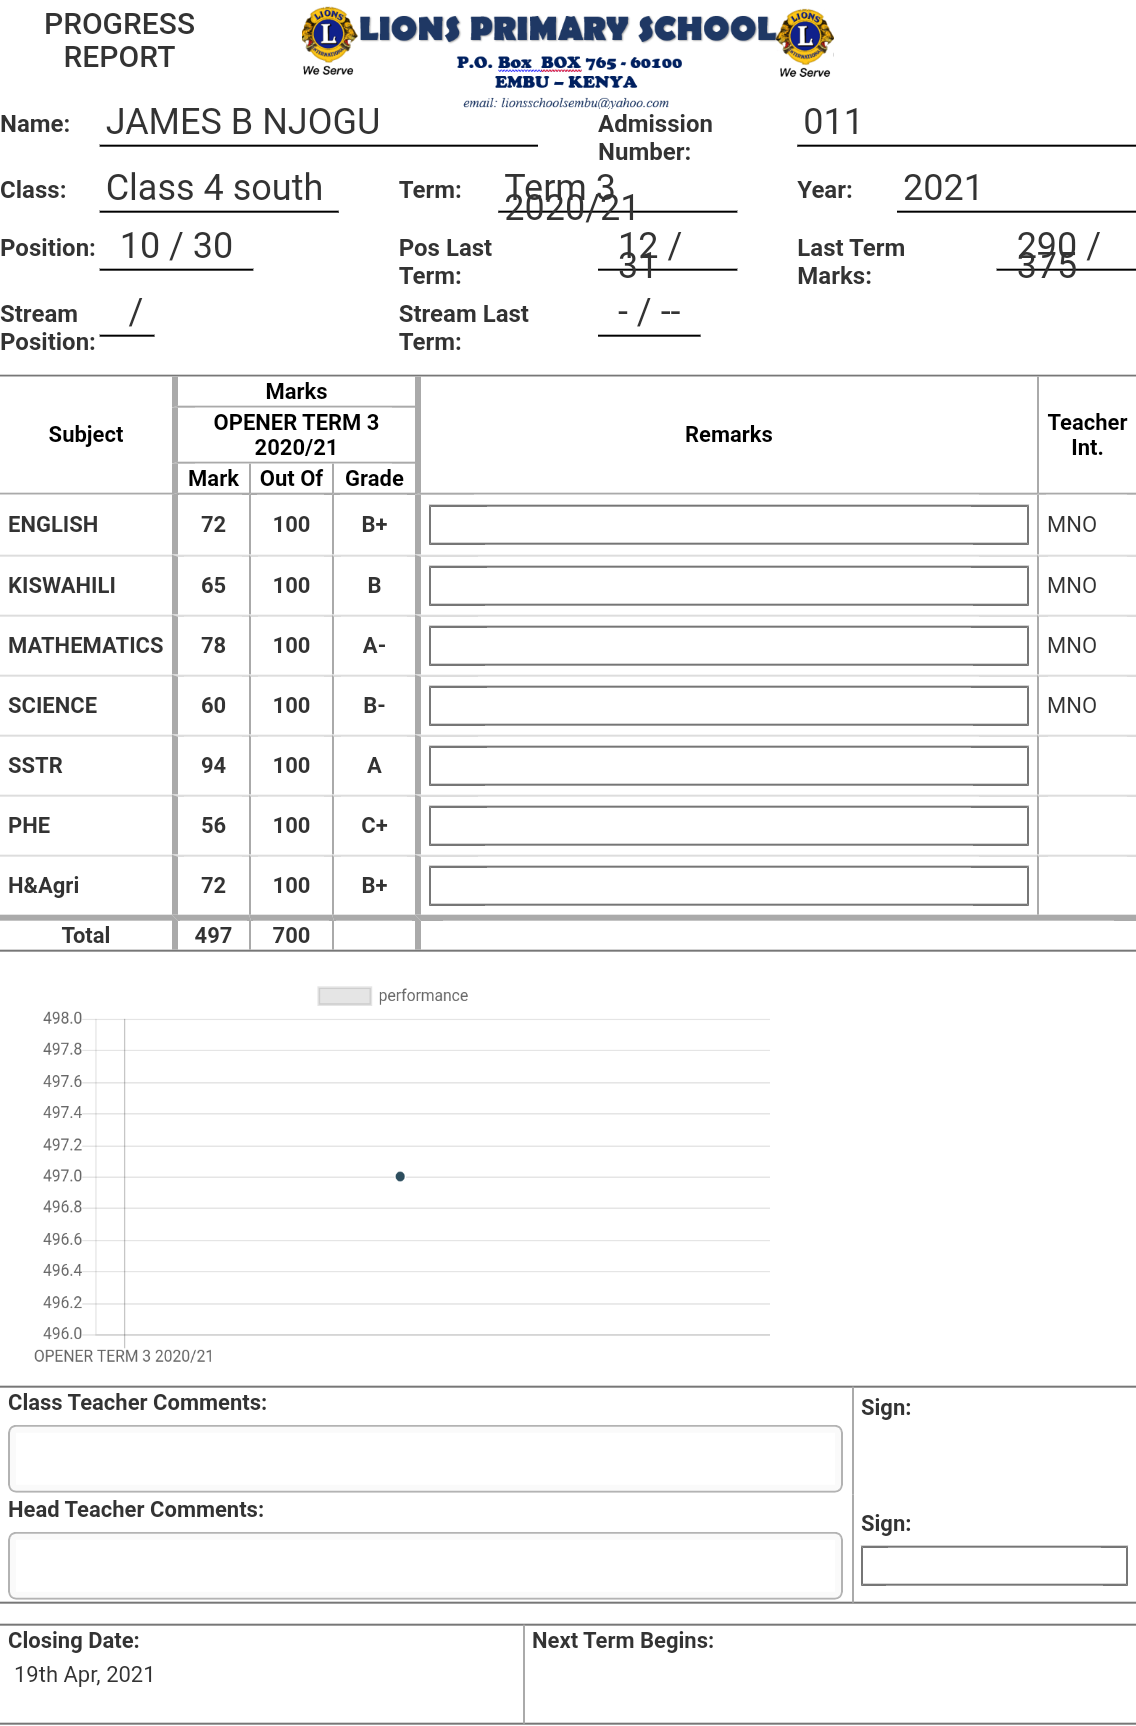 PROGRESS
REPORT
LIONS PRIMARY SCHOOL
LIONS INTERNATIONAL
We Serve
L
We Serve
P.O. Box BOX 765 - 60100
EMBU – KENYA
email: lionsschoolsembu@yahoo.com
Name: JAMES B NJOGU Admission Number: 011
Class: Class 4 south Term: Term 3 2020/21 Year: 2021
Position: 10 / 30 Pos Last Term: 12 / 31 Last Term Marks: 290 / 375
Stream Position: / Stream Last Term: - / --
Subject Marks Remarks Teacher Int.
OPENER TERM 3 2020/21
Mark Out Of Grade
ENGLISH 72 100 B+ MNO
KISWAHILI 65 100 B MNO
MATHEMATICS 78 100 A- MNO
SCIENCE 60 100 B- MNO
SSTR 94 100 A
PHE 56 100 C+
H&Agri 72 100 B+
Total 497 700
performance
498.0
497.8
497.6
497.4
497.2
497.0
496.8
496.6
496.4
496.2
496.0
OPENER TERM 3 2020/21
Class Teacher Comments: Sign:
Head Teacher Comments: Sign:
Closing Date: Next Term Begins:
19th Apr, 2021